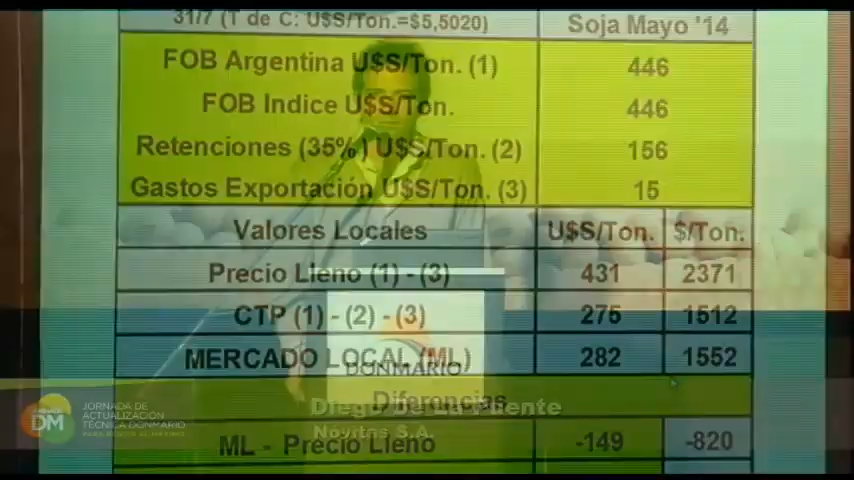 31/7 (T de C: U$S/Ton.=$5,5020) Soja Mayo '14
FOB Argentina U$S/Ton. (1) 446
FOB Indice U$S/Ton. 446
Retenciones (35%) U$S/Ton. (2) 156
Gastos Exportación U$S/Ton. (3) 15
Valores Locales U$S/Ton. $/Ton.
Precio Lleno (1) - (3) 431 2371
CTP (1) - (2) - (3) 275 1512
MERCADO LOCAL (ML) 282 1552
DONMARIO
Diferencias
Diego De La Fuente
Novitas S.A.
ML - Precio Lleno -149 -820
JORNADA
DM
JORNADA DE
ACTUALIZACIÓN
TÉCNICA DONMARIO